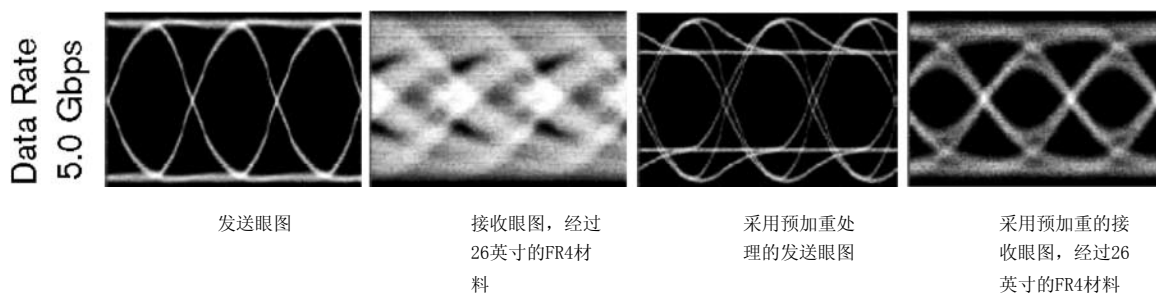 Data Rate
5.0 Gbps
发送眼图
接收眼图，经过
26英寸的FR4材
料
采用预加重处
理的发送眼图
采用预加重的接
收眼图，经过26
英寸的FR4材料